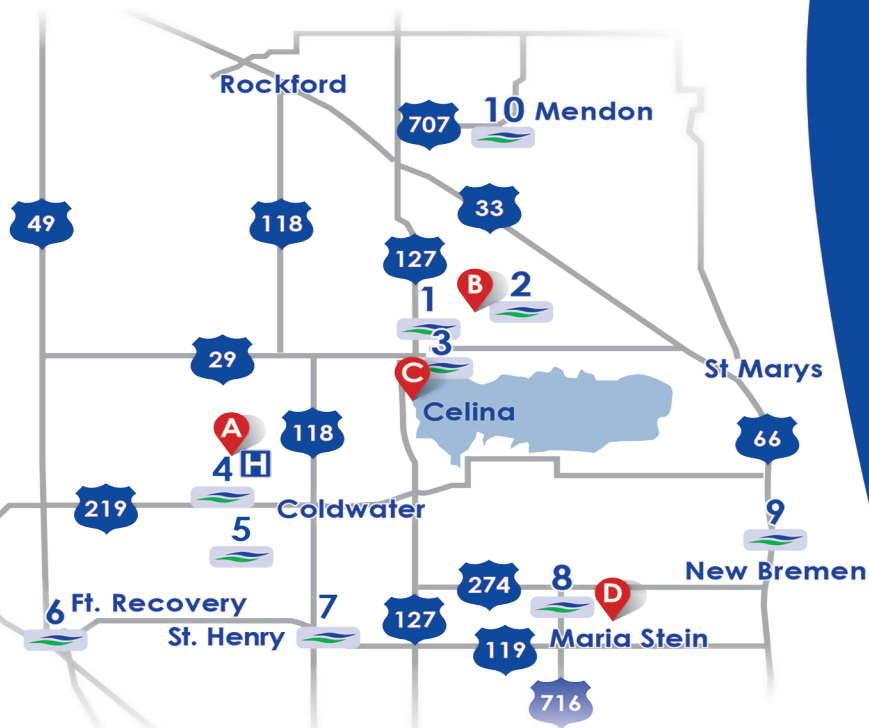 Rockford
707
10 Mendon
33
49
118
127
B
2
1
3
29
St Marys
C
Celina
A
118
66
4 H
219
Coldwater
9
5
274
8
New Bremen
D
6
Ft. Recovery
7
127
St. Henry
Maria Stein
119
716